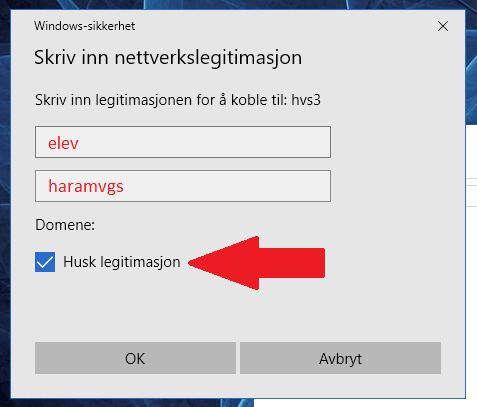 Windows-sikkerhet
Skriv inn nettverkslegitimasjon
Skriv inn legitimasjonen for å koble til: hvs3
elev
haramvgs
Domene:
Husk legitimasjon
OK Avbryt